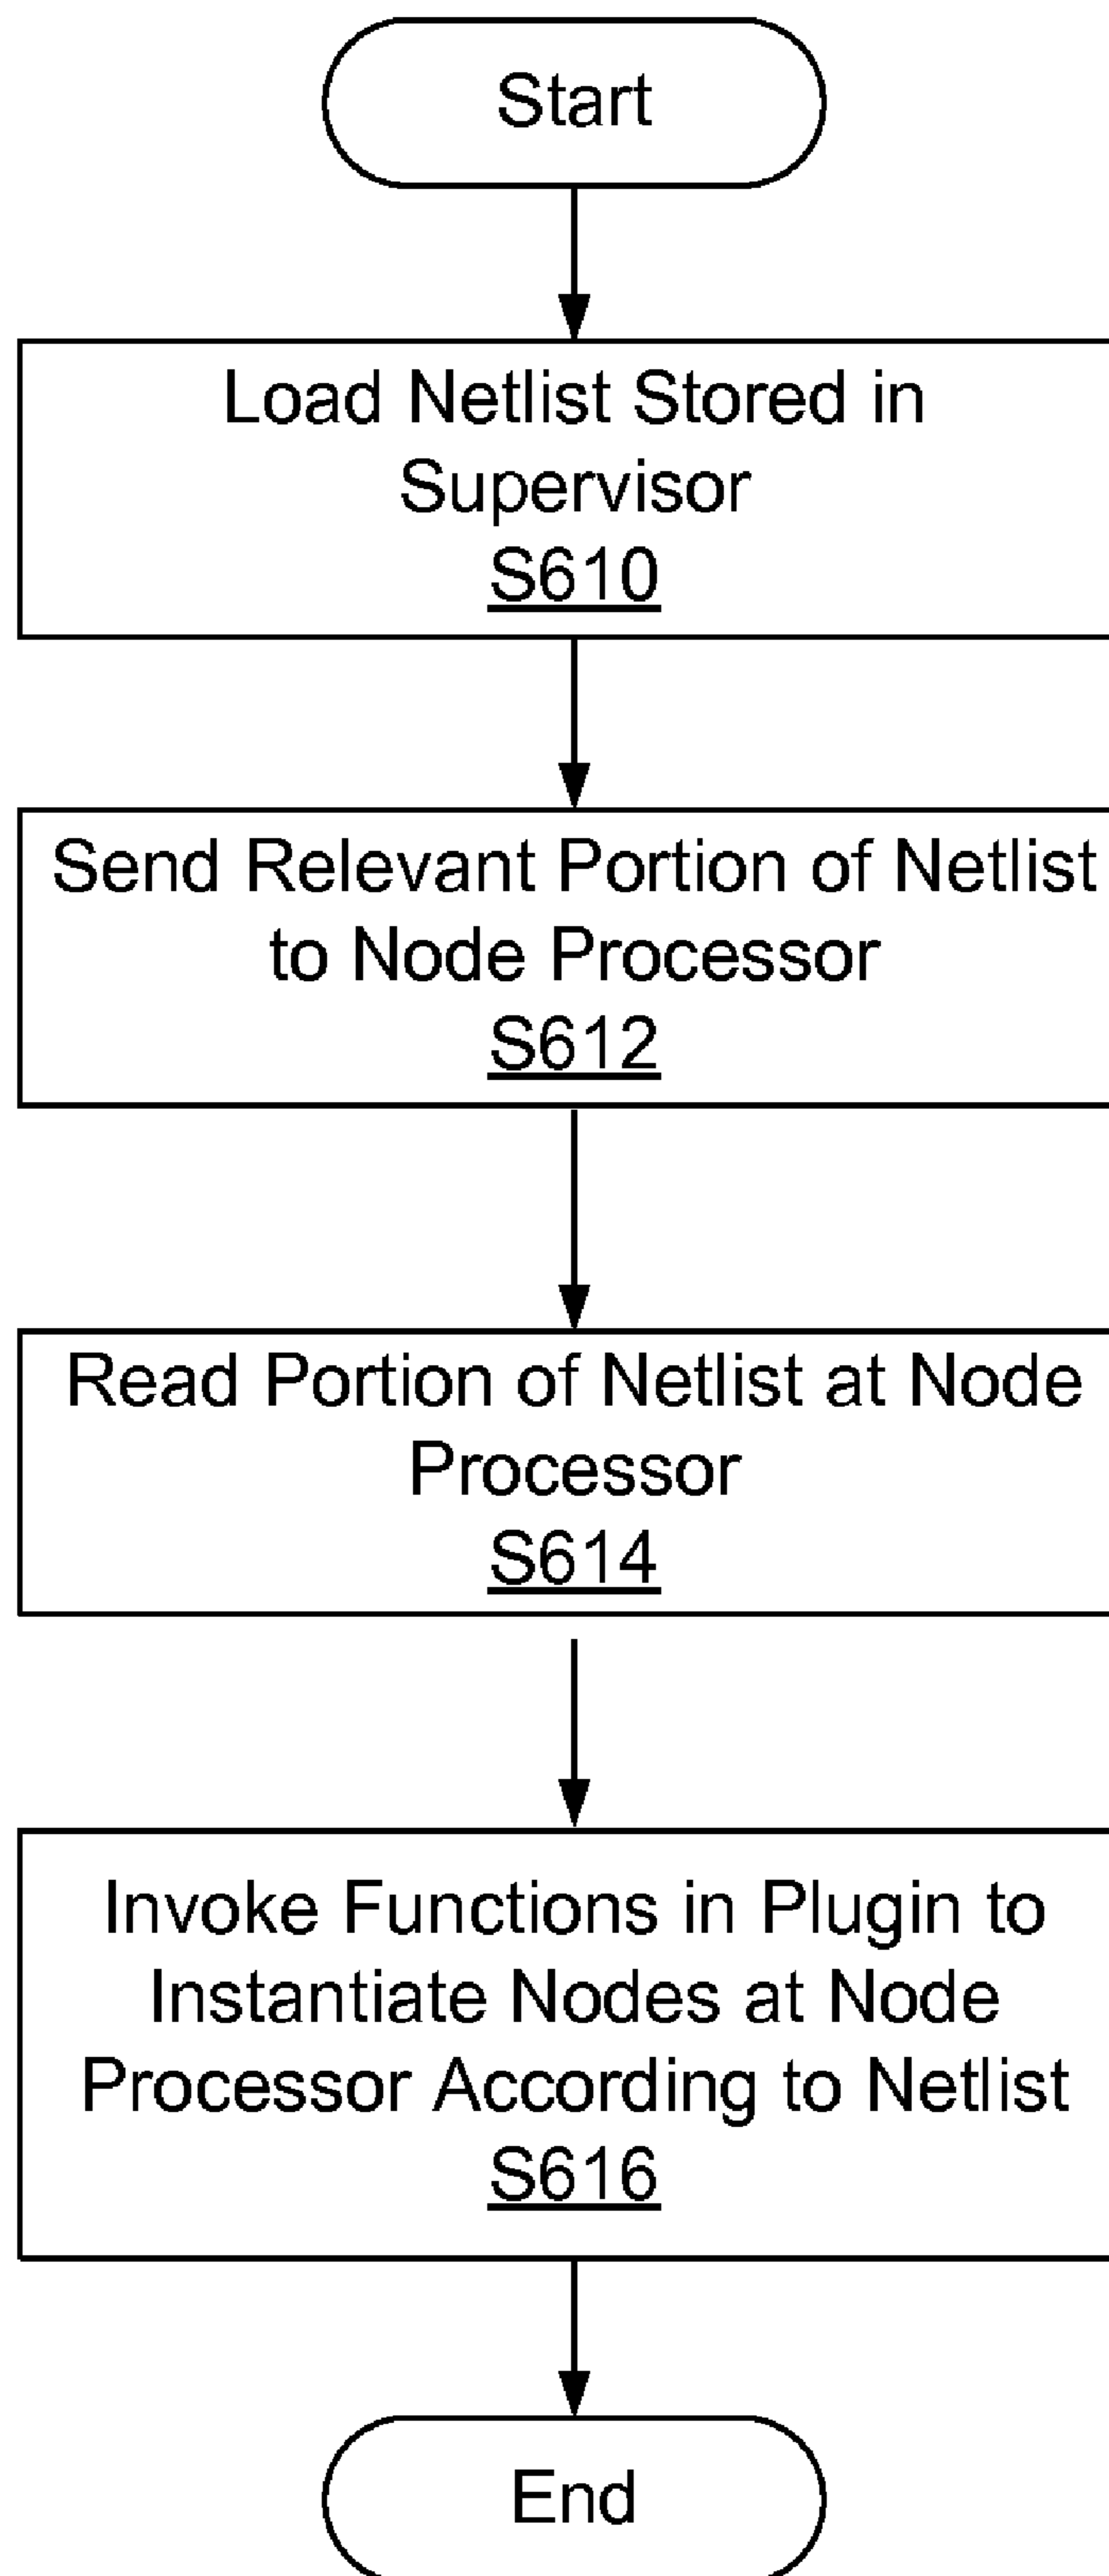 Start
Load Netlist Stored in
Supervisor
S610
Send Relevant Portion of Netlist
to Node Processor
S612
Read Portion of Netlist at Node
Processor
S614
Invoke Functions in Plugin to
Instantiate Nodes at Node
Processor According to Netlist
S616
End